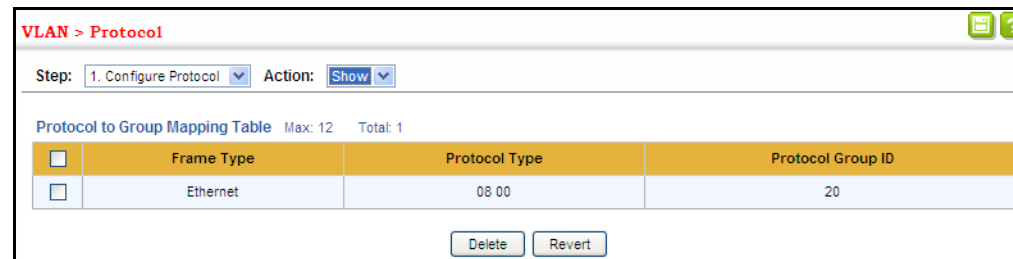 VLAN > Protocol
Step: 1. Configure Protocol Action: Show
Protocol to Group Mapping Table Max: 12 Total: 1
Frame Type Protocol Type Protocol Group ID
Ethernet 08 00 20
Delete Revert